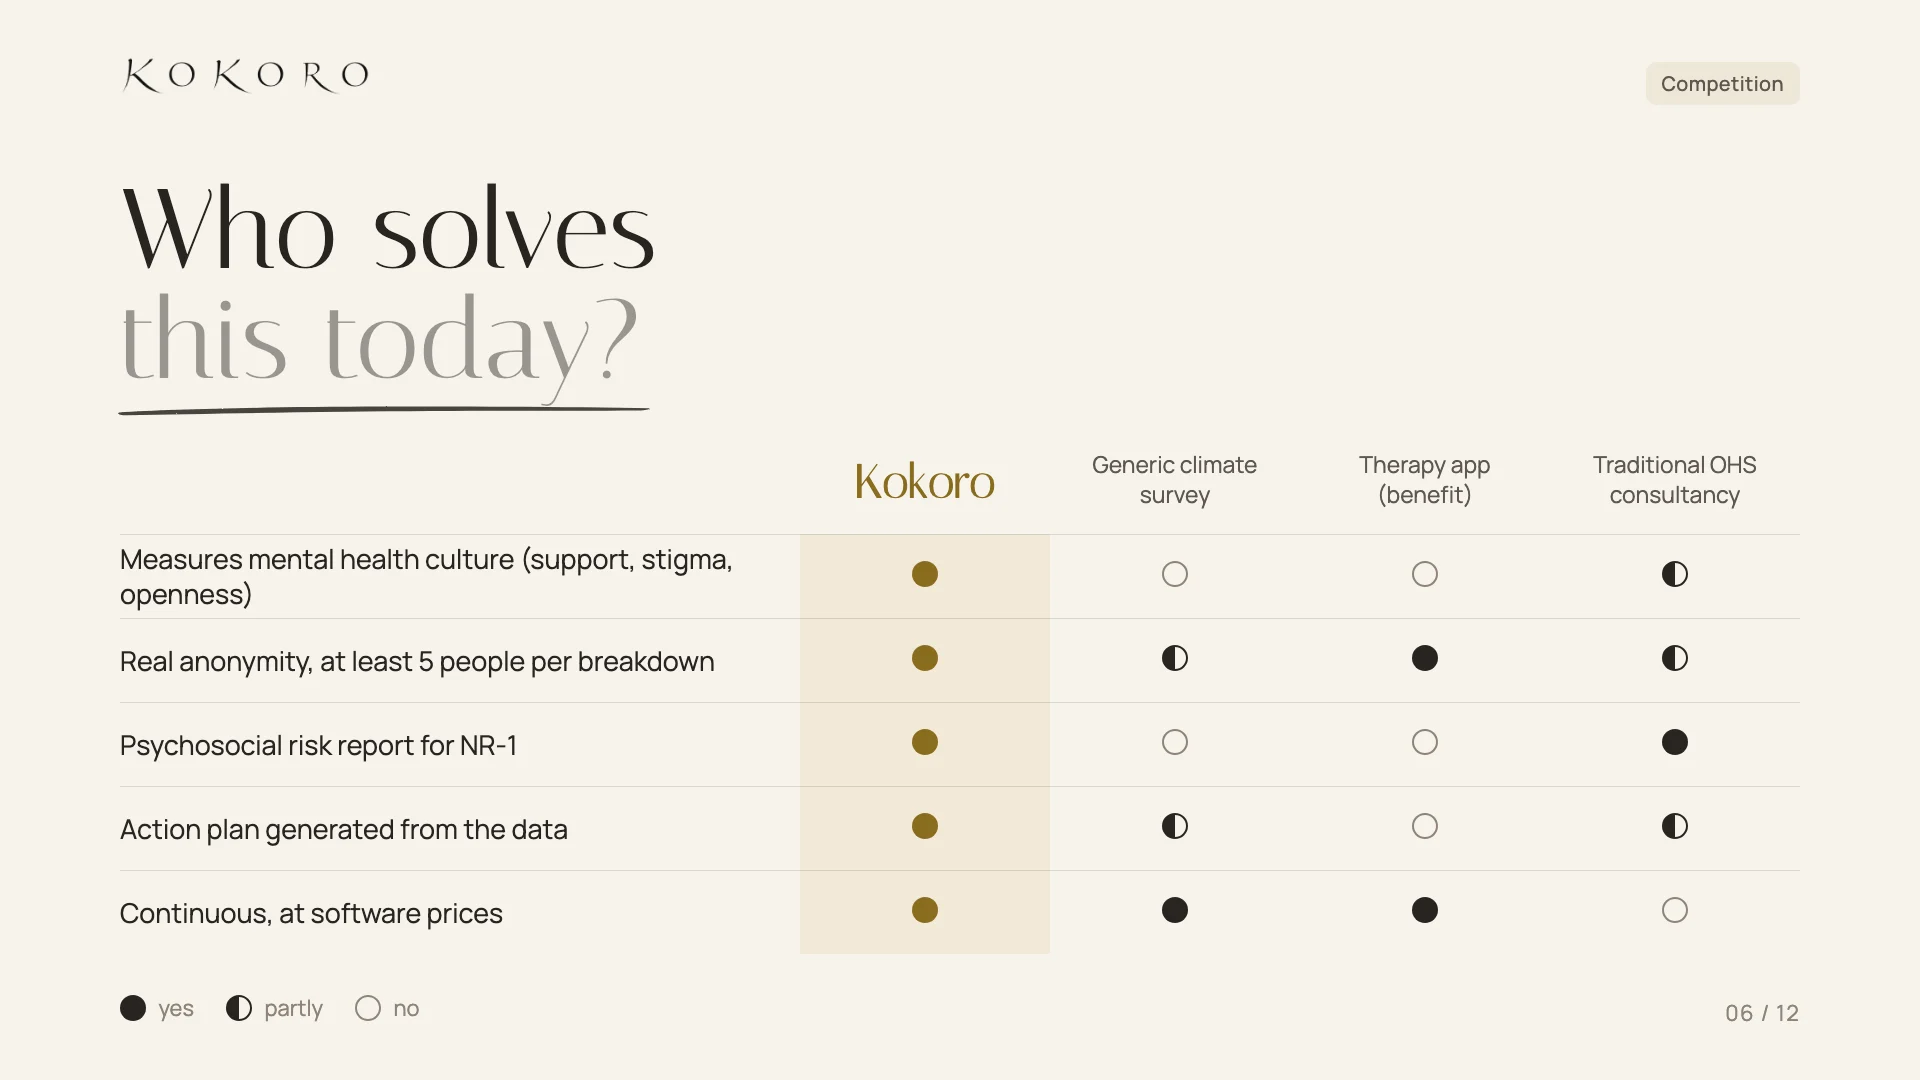 KOKORO
Competition
Who solves
this today?
Kokoro
Generic climate
survey
Therapy app
(benefit)
Traditional OHS
consultancy
Measures mental health culture (support, stigma,
openness)
Real anonymity, at least 5 people per breakdown
Psychosocial risk report for NR-1
Action plan generated from the data
Continuous, at software prices
yes
partly
no
06 / 12